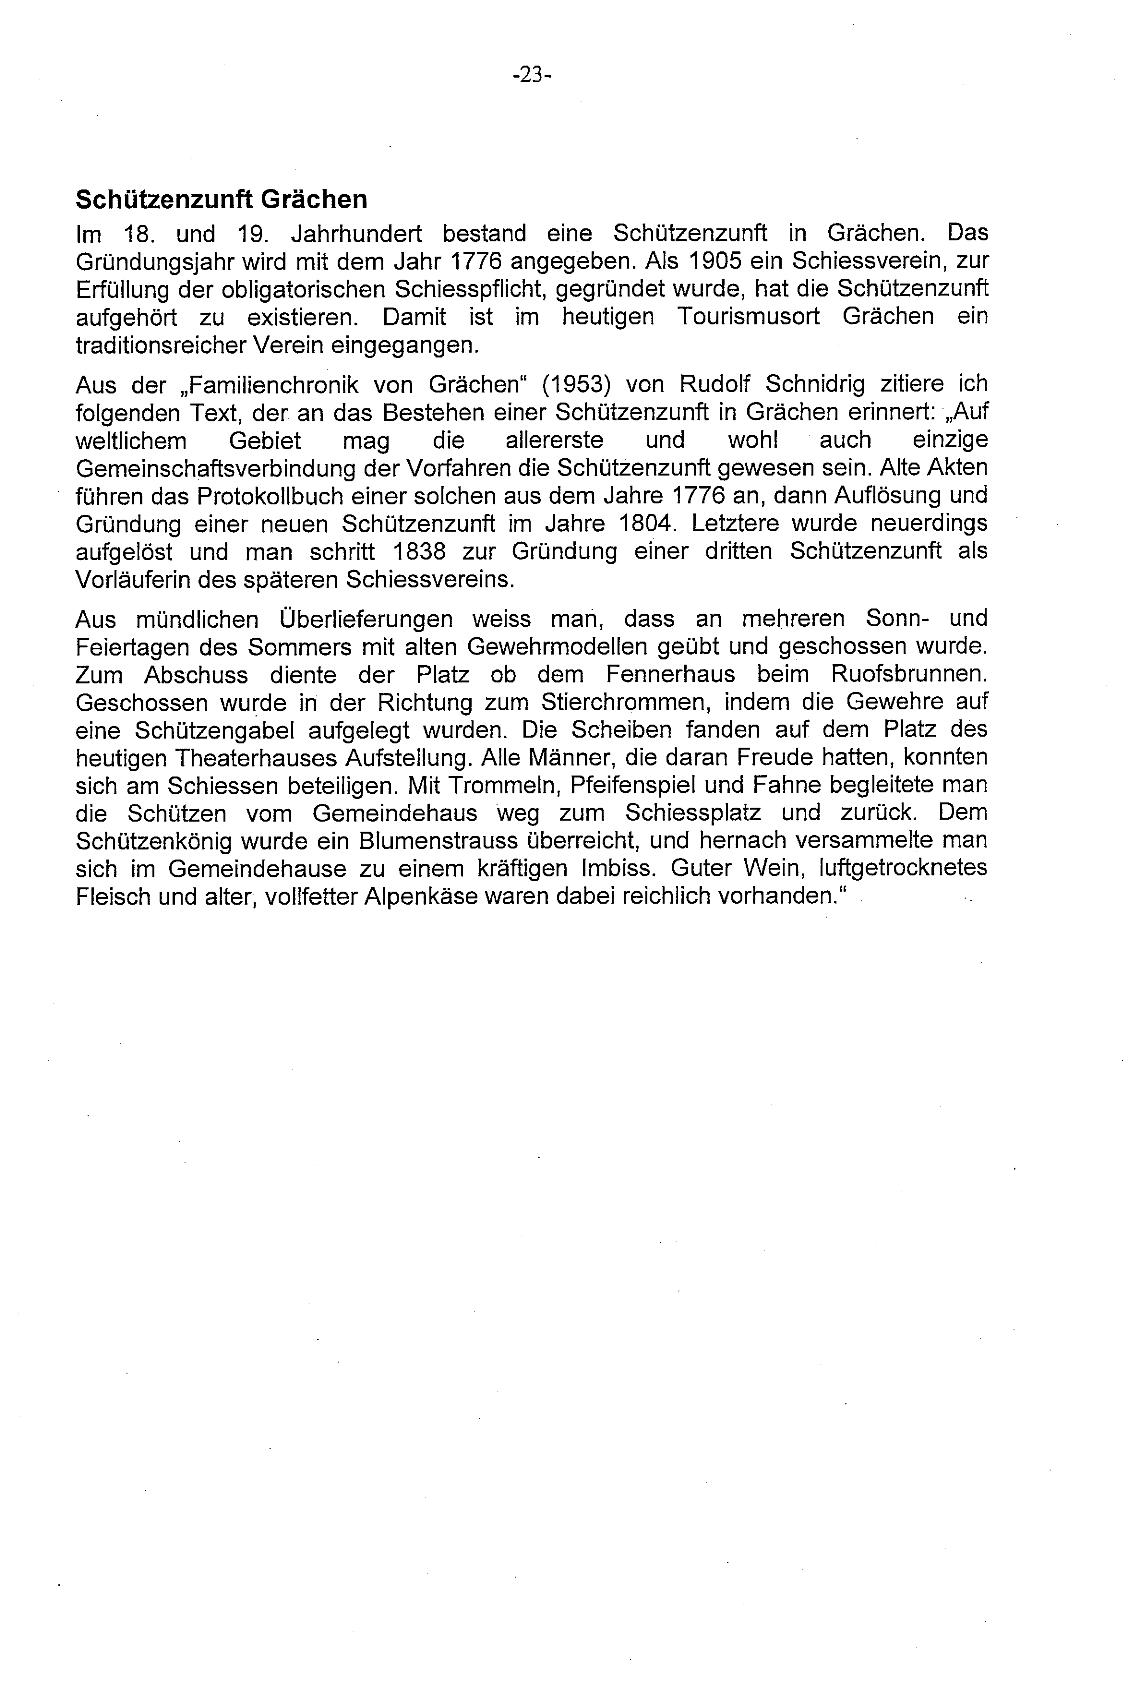 -23-
Schützenzunft Grächen
Im 18. und 19. Jahrhundert bestand eine Schützenzunft in Grächen. Das
Gründungsjahr wird mit dem Jahr 1776 angegeben. Als 1905 ein Schiessverein, zur
Erfüllung der obligatorischen Schiesspflicht, gegründet wurde, hat die Schützenzunft
aufgehört zu existieren. Damit ist im heutigen Tourismusort Grächen ein
traditionsreicher Verein eingegangen.
Aus der „Familienchronik von Grächen“ (1953) von Rudolf Schnidrig zitiere ich
folgenden Text, der an das Bestehen einer Schützenzunft in Grächen erinnert: „Auf
weltlichem Gebiet mag die allererste und wohl auch einzige
Gemeinschaftsverbindung der Vorfahren die Schützenzunft gewesen sein. Alte Akten
führen das Protokollbuch einer solchen aus dem Jahre 1776 an, dann Auflösung und
Gründung einer neuen Schützenzunft im Jahre 1804. Letztere wurde neuerdings
aufgelöst und man schritt 1838 zur Gründung einer dritten Schützenzunft als
Vorläuferin des späteren Schiessvereins.
Aus mündlichen Überlieferungen weiss man, dass an mehreren Sonn- und
Feiertagen des Sommers mit alten Gewehrmodellen geübt und geschossen wurde.
Zum Abschuss diente der Platz ob dem Fennerhaus beim Ruofsbrunnen.
Geschossen wurde in der Richtung zum Stierchrommen, indem die Gewehre auf
eine Schützengabel aufgelegt wurden. Die Scheiben fanden auf dem Platz des
heutigen Theaterhauses Aufstellung. Alle Männer, die daran Freude hatten, konnten
sich am Schiessen beteiligen. Mit Trommeln, Pfeifenspiel und Fahne begleitete man
die Schützen vom Gemeindehaus weg zum Schiessplatz und zurück. Dem
Schützenkönig wurde ein Blumenstrauss überreicht, und hernach versammelte man
sich im Gemeindehause zu einem kräftigen Imbiss. Guter Wein, luftgetrocknetes
Fleisch und alter, vollfetter Alpenkäse waren dabei reichlich vorhanden.“